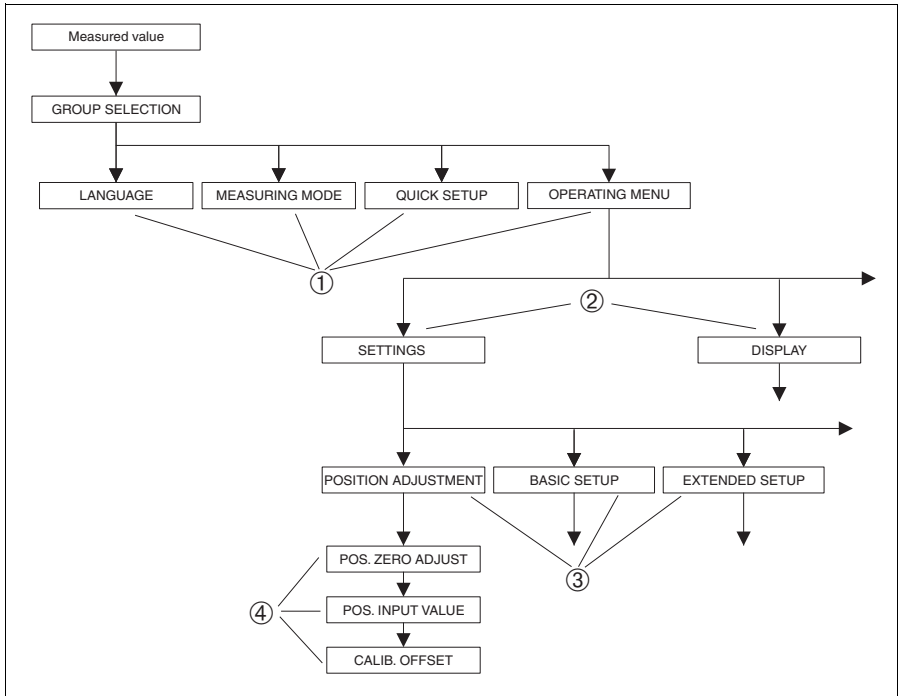 Measured value
GROUP SELECTION
LANGUAGE
MEASURING MODE
QUICK SETUP
OPERATING MENU
①
②
SETTINGS
DISPLAY
POSITION ADJUSTMENT
BASIC SETUP
EXTENDED SETUP
POS. ZERO ADJUST
③
④
POS. INPUT VALUE
CALIB. OFFSET